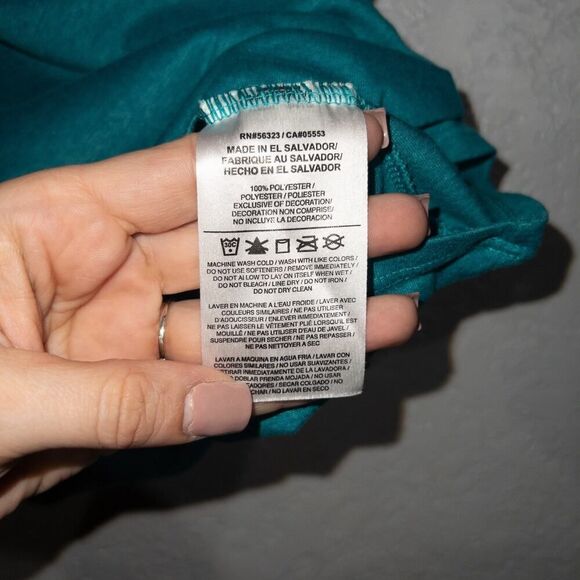 RN#56323 / CA#05553
MADE IN EL SALVADOR/
FABRIQUE AU SALVADOR/
HECHO EN EL SALVADOR
100% POLYESTER /
POLYESTER / POLIESTER
EXCLUSIVE OF DECORATION/
DECORATION NON COMPRISE/
NO INCLUYE LA DECORACION
30C
MACHINE WASH COLD / WASH WITH LIKE COLORS /
DO NOT USE SOFTENERS / REMOVE IMMEDIATELY /
DO NOT ALLOW TO LAY ON ITSELF WHEN WET /
DO NOT BLEACH / LINE DRY / DO NOT IRON /
DO NOT DRY CLEAN
LAVER EN MACHINE A L'EAU FROIDE / LAVER AVEC
COULEURS SIMILAIRES / NE PAS UTILISER
D'ADOUCISSEUR / ENLEVER IMMEDIATEMENT /
NE PAS LAISSER LE VÊTEMENT PLIÉ LORSQU'IL EST
MOUILLÉ / NE PAS UTILISER D'EAU DE JAVEL /
SUSPENDRE POUR SECHER / NE PAS REPASSER /
NE PAS NETTOYER A SEC
LAVAR A MAQUINA EN AGUA FRIA / LAVAR CON
COLORES SIMILARES / NO USAR SUAVIZANTES /
RETIRAR INMEDIATAMENTE DE LA LAVADORA /
DOBLAR PRENDA MOJADA / NO USAR
/ SECAR COLGADO / NO
/ NO LAVAR EN SECO